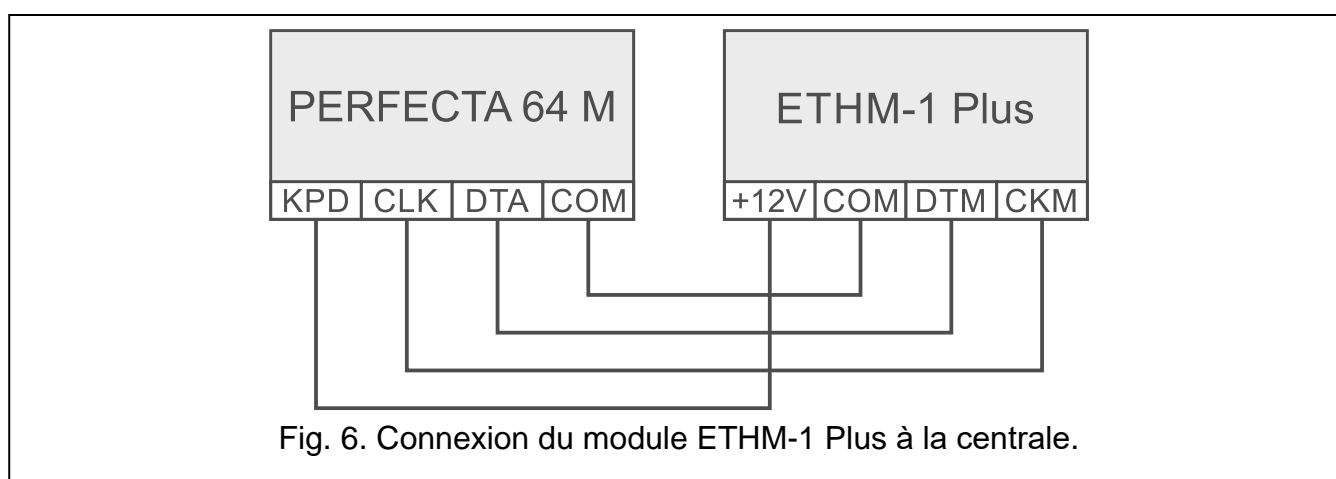 PERFECTA 64 M
ETHM-1 Plus
KPD CLK DTA COM
+12V COM DTM CKM
Fig. 6. Connexion du module ETHM-1 Plus à la centrale.